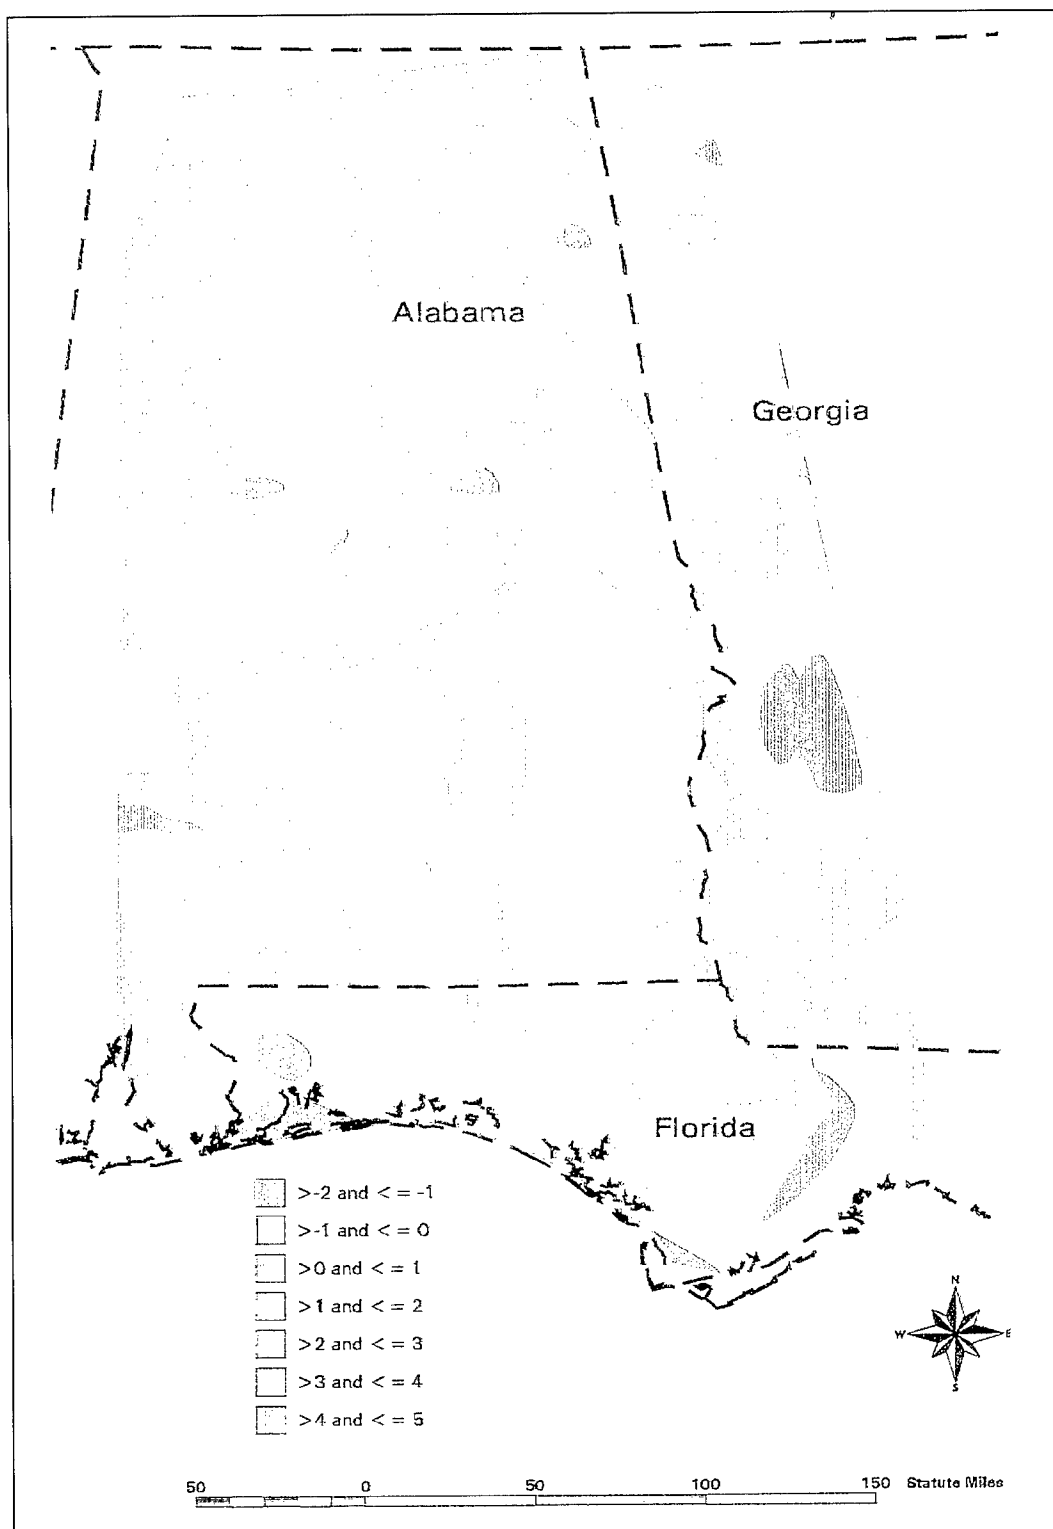 Alabama
Georgia
Florida
>-2 and <= -1
>-1 and <= 0
>0 and <= 1
>1 and <= 2
>2 and <= 3
>3 and <= 4
>4 and <= 5
N
W E
S
50 0 50 100 150 Statute Miles